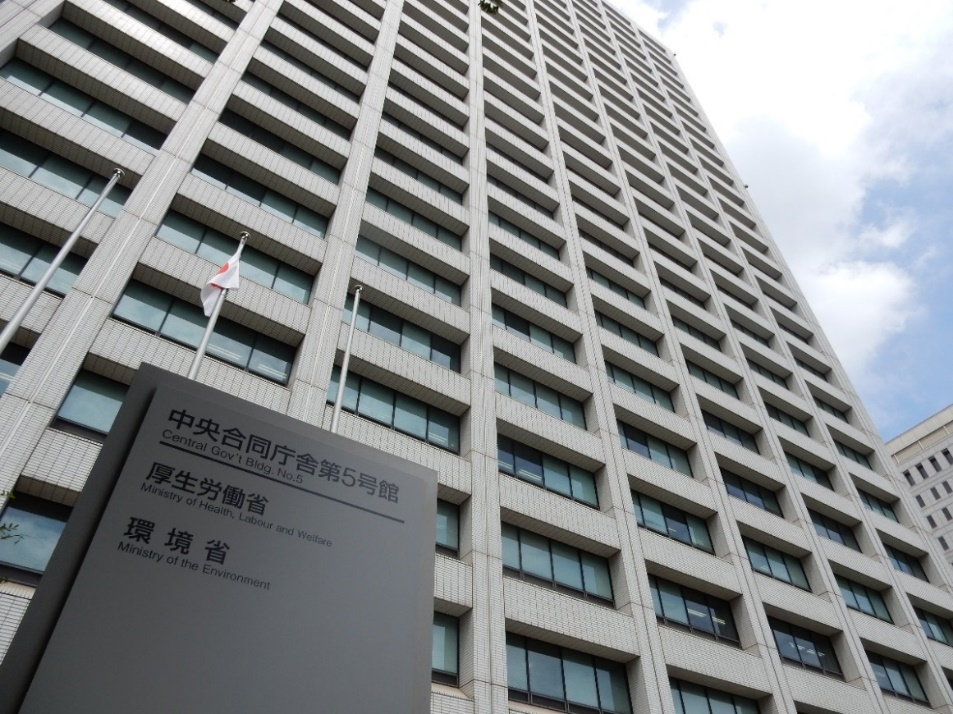 中央合同庁舎第5号館
Central Gov't Bldg. No.5
厚生労働省
Ministry of Health, Labour and Welfare
環境省
Ministry of the Environment